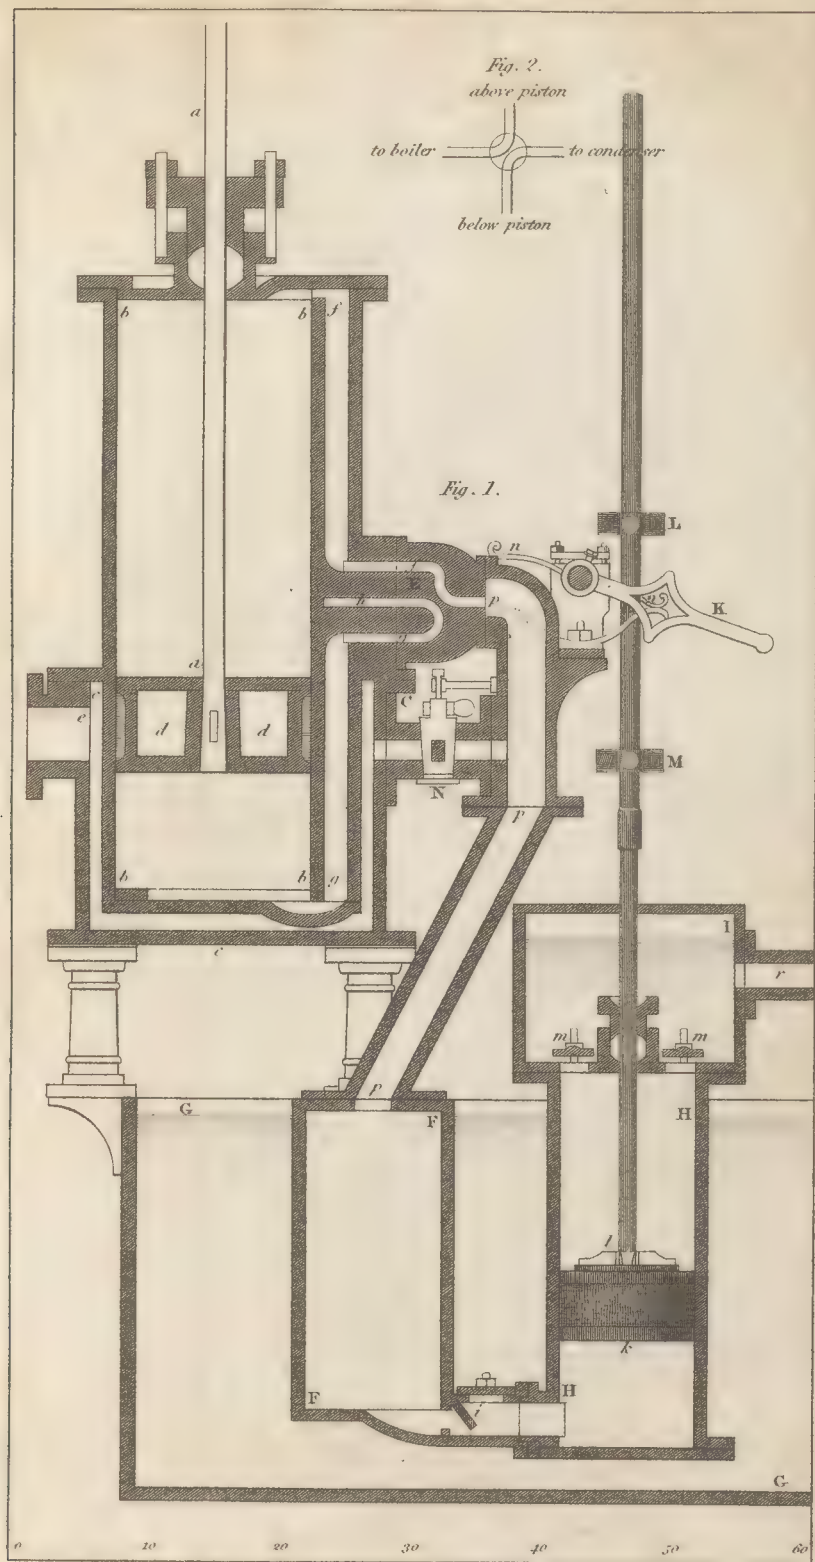 Fig. 2.
above piston
to boiler
to condenser
below piston
a
b
b
f
Fig. 1.
L
n
f
E
h
p
K
g
a
C
e
c
d
d
N
M
p
b
b
g
c
I
r
m
m
p
G
F
H
l
k
F
i
H
G
0 10 20 30 40 50 60